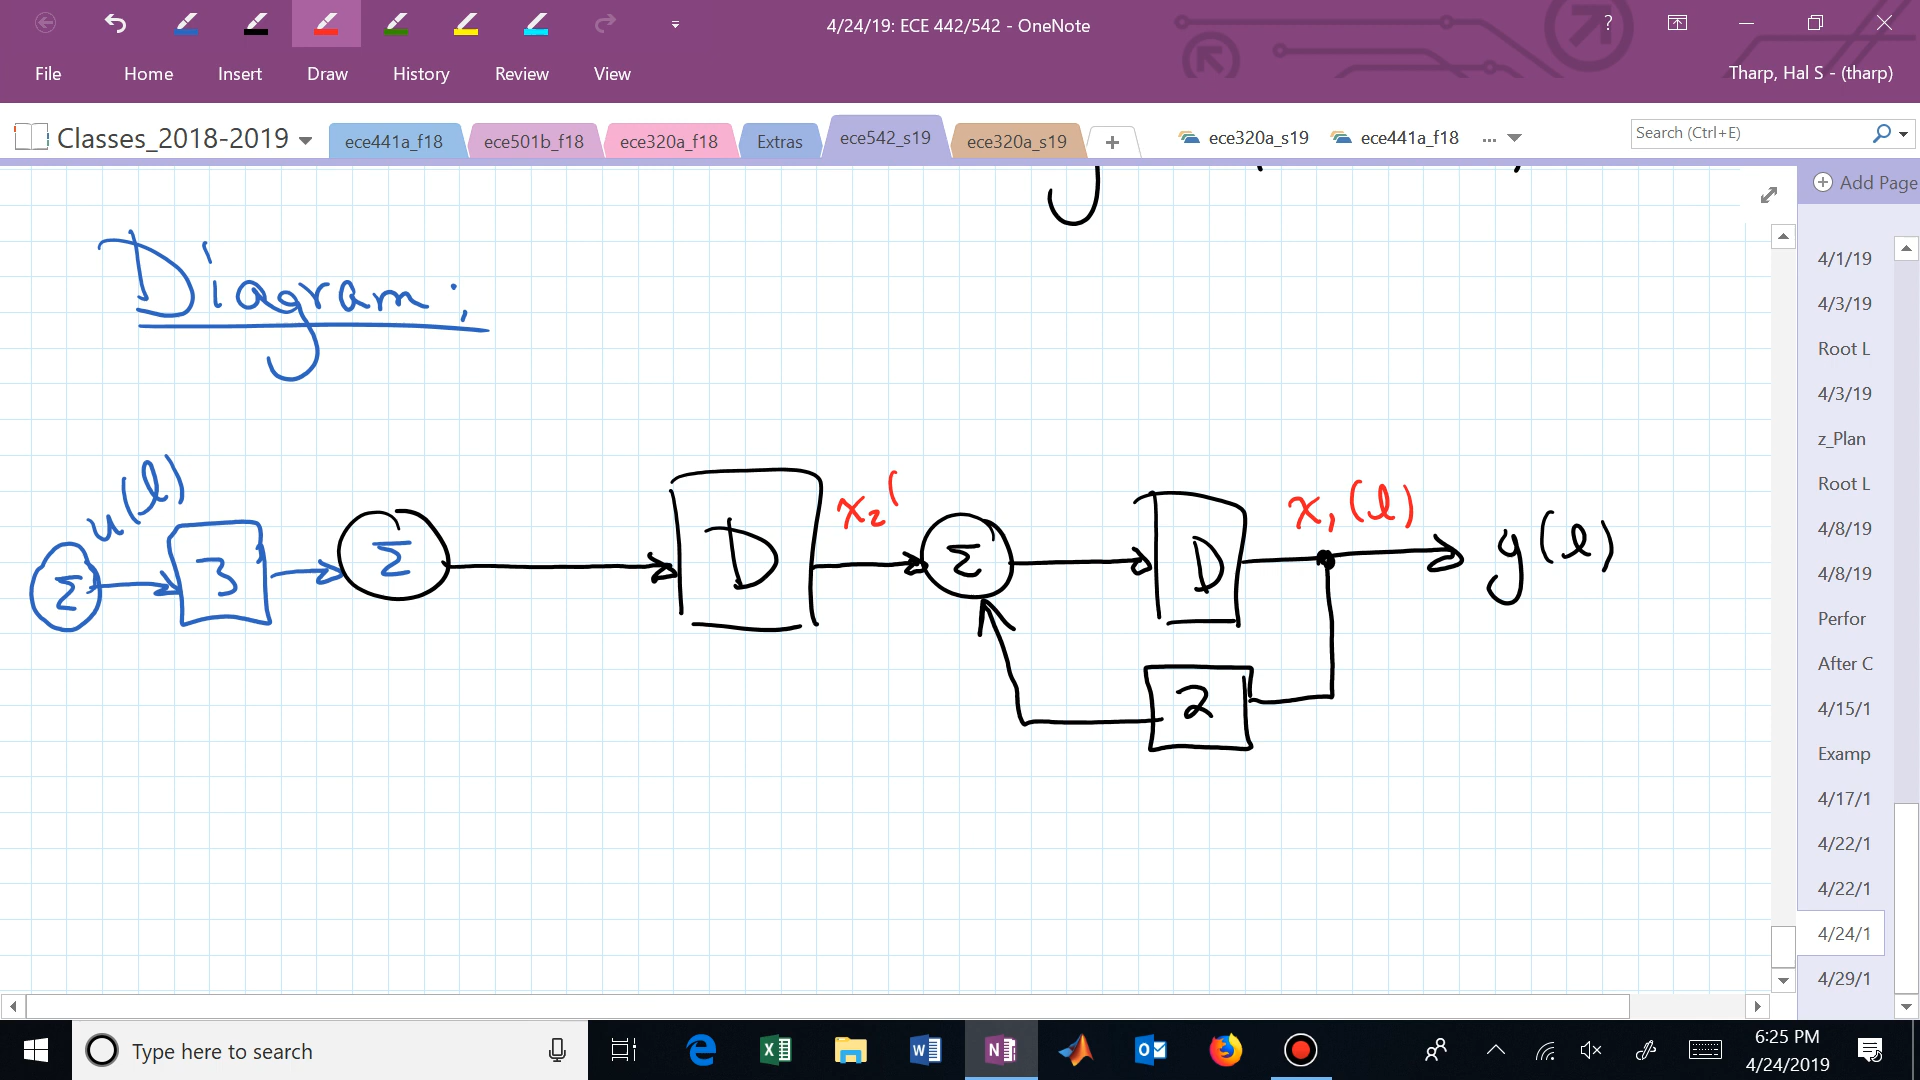 4/24/19: ECE 442/542 - OneNote
?
File Home Insert Draw History Review View
Tharp, Hal S - (tharp)
Classes_2018-2019
ece441a_f18
ece501b_f18
ece320a_f18
Extras
ece542_s19
ece320a_s19
ece320a_s19
ece441a_f18
...
Search (Ctrl+E)
Add Page
4/1/19
4/3/19
Root L
4/3/19
z_Plan
Root L
4/8/19
4/8/19
Perfor
After C
4/15/1
Examp
4/17/1
4/22/1
4/22/1
4/24/1
4/29/1
Diagram:
u(l)
Σ
3
Σ
D
x₂(
Σ
D
x₁(l)
y(l)
2
Type here to search
6:25 PM
4/24/2019